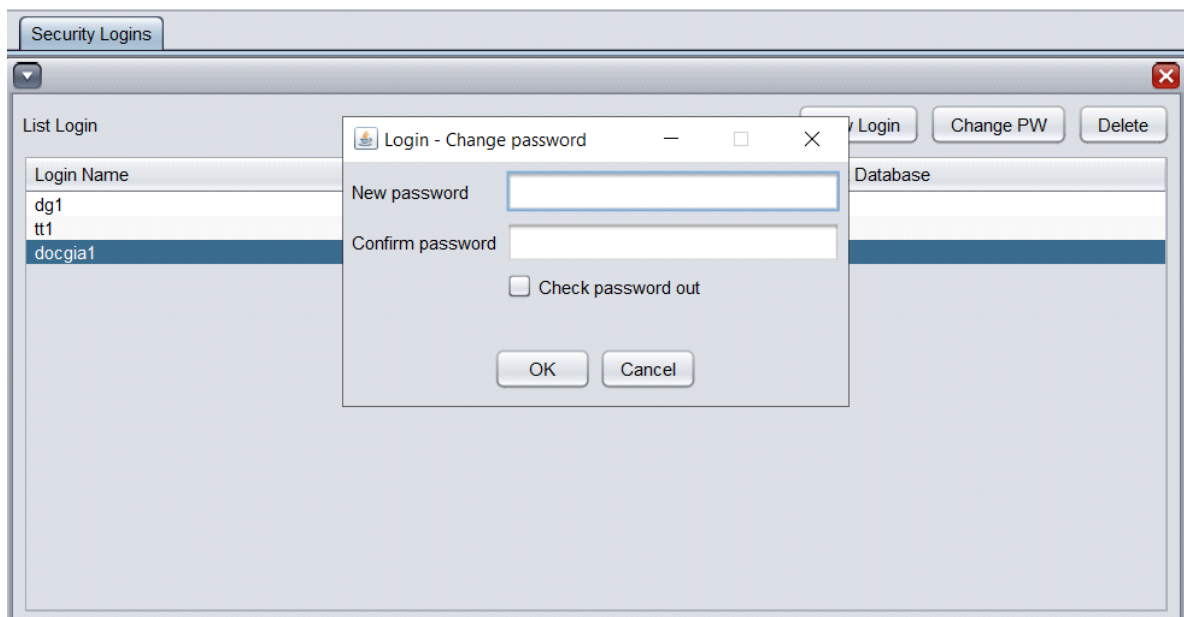 Security Logins
List Login
Login
Change PW
Delete
Login - Change password
Login Name
Database
New password
dg1
tt1
Confirm password
docgia1
Check password out
OK
Cancel